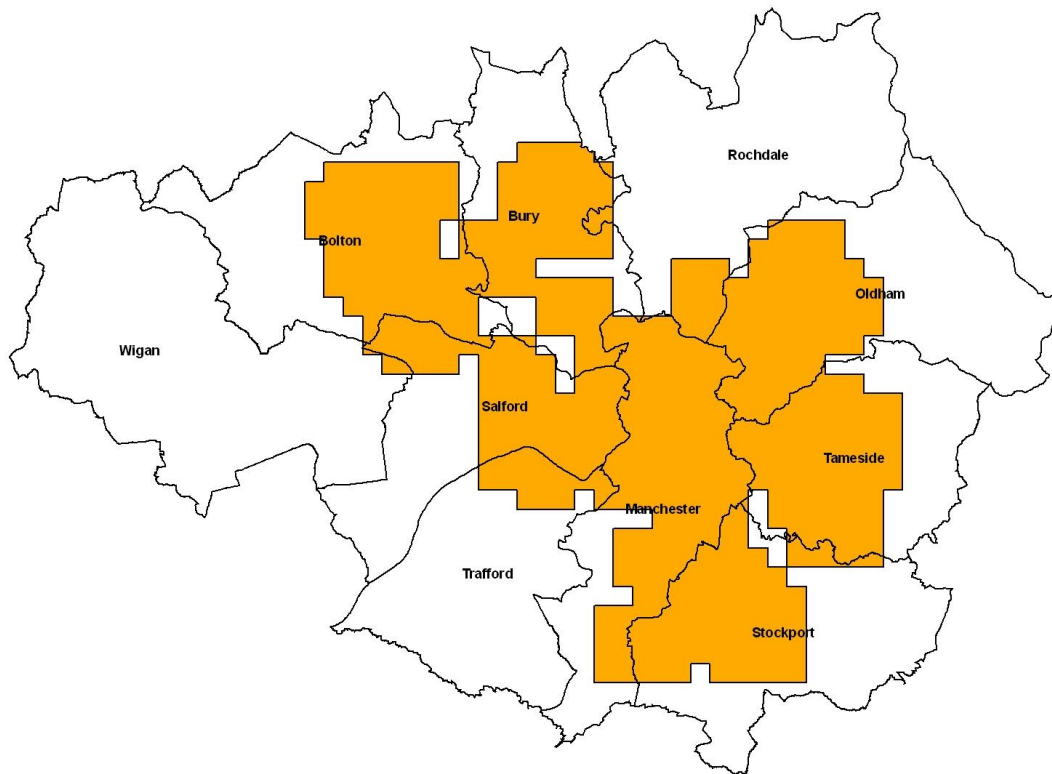 Rochdale
Bury
Bolton
Oldham
Wigan
Salford
Tameside
Manchester
Trafford
Stockport